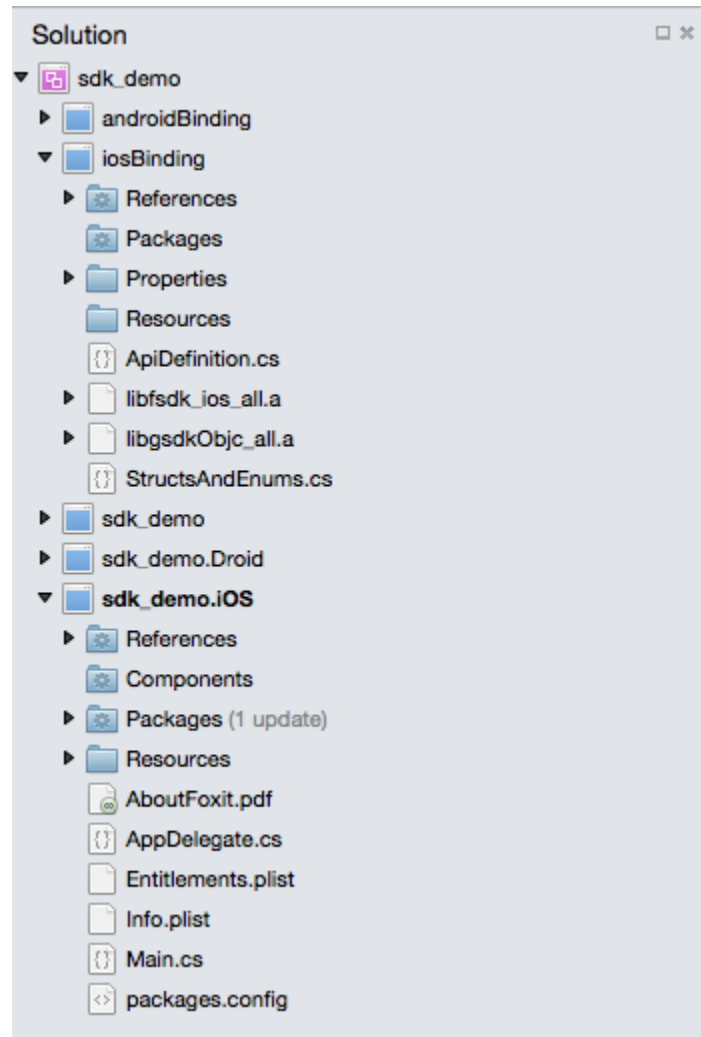 Solution
sdk_demo
androidBinding
iosBinding
References
Packages
Properties
Resources
ApiDefinition.cs
libfsdk_ios_all.a
libgsdkObjc_all.a
StructsAndEnums.cs
sdk_demo
sdk_demo.Droid
sdk_demo.iOS
References
Components
Packages (1 update)
Resources
AboutFoxit.pdf
AppDelegate.cs
Entitlements.plist
Info.plist
Main.cs
packages.config